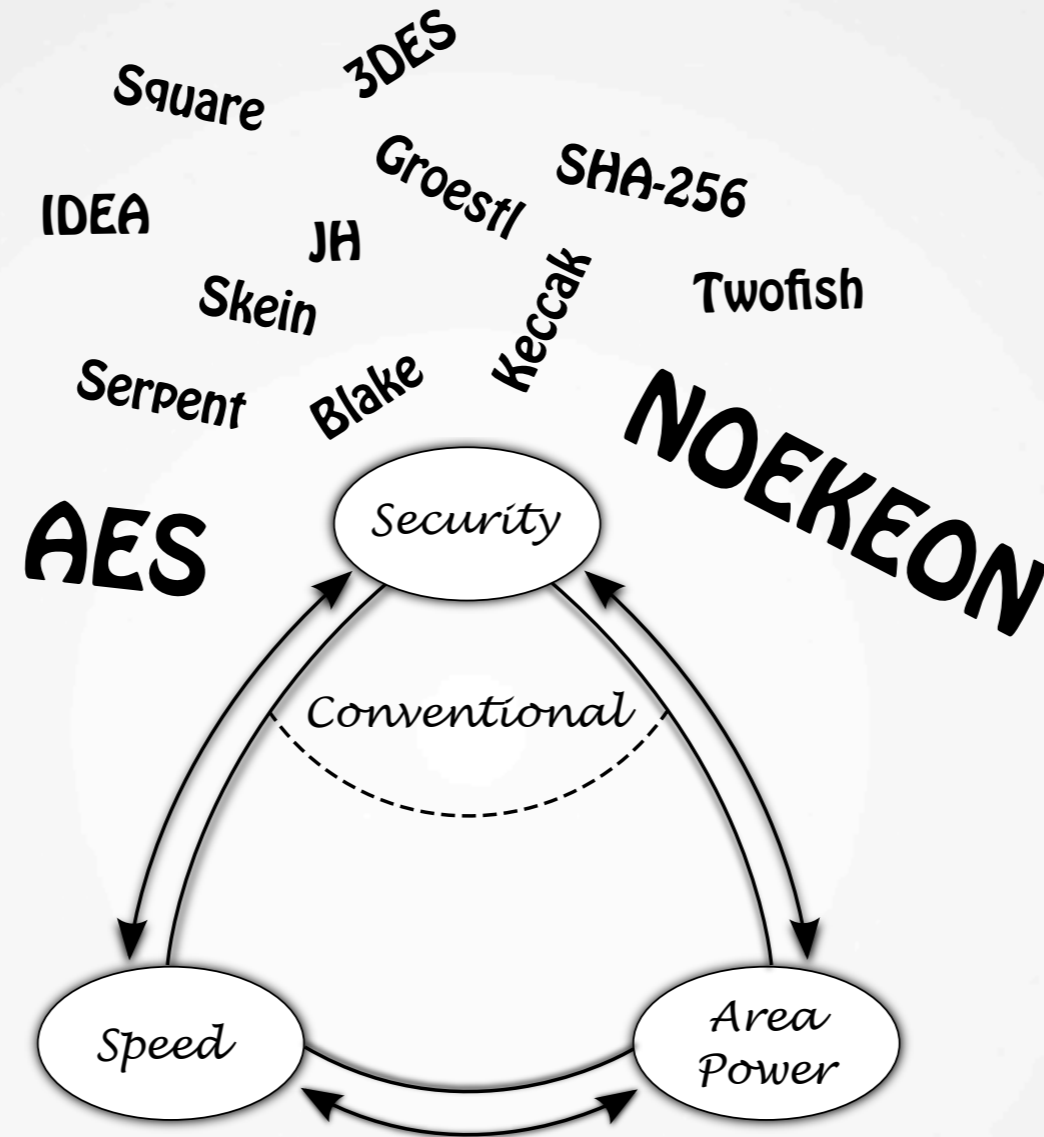 3DES
Square
Groestl
SHA-256
IDEA
JH
Keccak
Twofish
Skein
Serpent
Blake
NOEKEON
AES
Security
Conventional
Speed
Area
Power